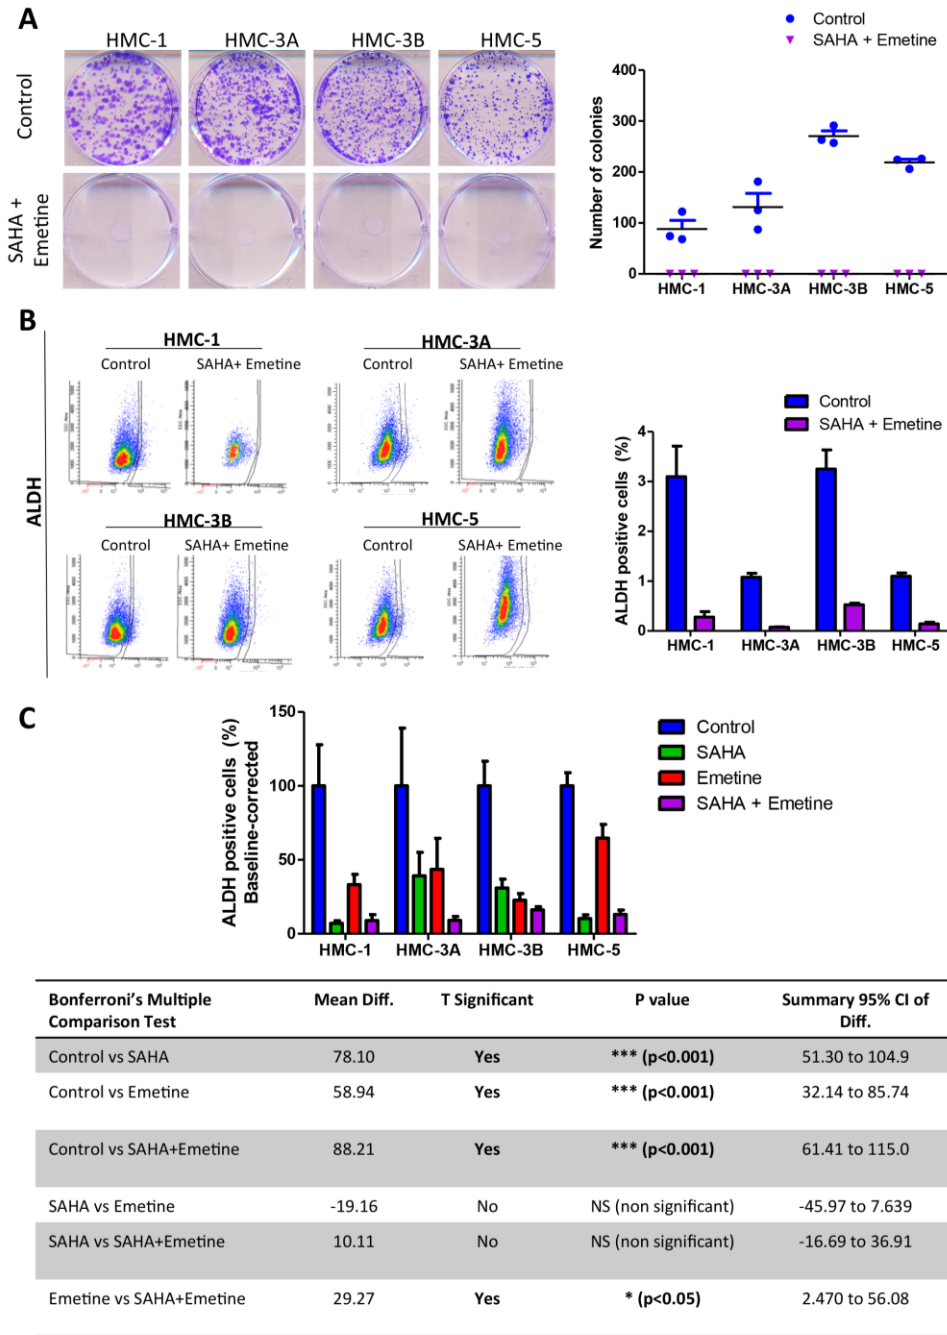 A
HMC-1 HMC-3A HMC-3B HMC-5
Control
SAHA +
Emetine
Control
SAHA + Emetine
Number of colonies
400
300
200
100
0
HMC-1 HMC-3A HMC-3B HMC-5
B
ALDH
HMC-1
Control SAHA+ Emetine
HMC-3A
Control SAHA+ Emetine
HMC-3B
Control SAHA+ Emetine
HMC-5
Control SAHA+ Emetine
Control
SAHA + Emetine
ALDH positive cells (%)
4
3
2
1
0
HMC-1 HMC-3A HMC-3B HMC-5
C
ALDH positive cells (%)
Baseline-corrected
150
100
50
0
HMC-1 HMC-3A HMC-3B HMC-5
Control
SAHA
Emetine
SAHA + Emetine
Bonferroni's Multiple Mean Diff. T Significant P value Summary 95% CI of
Comparison Test Diff.
Control vs SAHA 78.10 Yes *** (p<0.001) 51.30 to 104.9
Control vs Emetine 58.94 Yes *** (p<0.001) 32.14 to 85.74
Control vs SAHA+Emetine 88.21 Yes *** (p<0.001) 61.41 to 115.0
SAHA vs Emetine -19.16 No NS (non significant) -45.97 to 7.639
SAHA vs SAHA+Emetine 10.11 No NS (non significant) -16.69 to 36.91
Emetine vs SAHA+Emetine 29.27 Yes * (p<0.05) 2.470 to 56.08